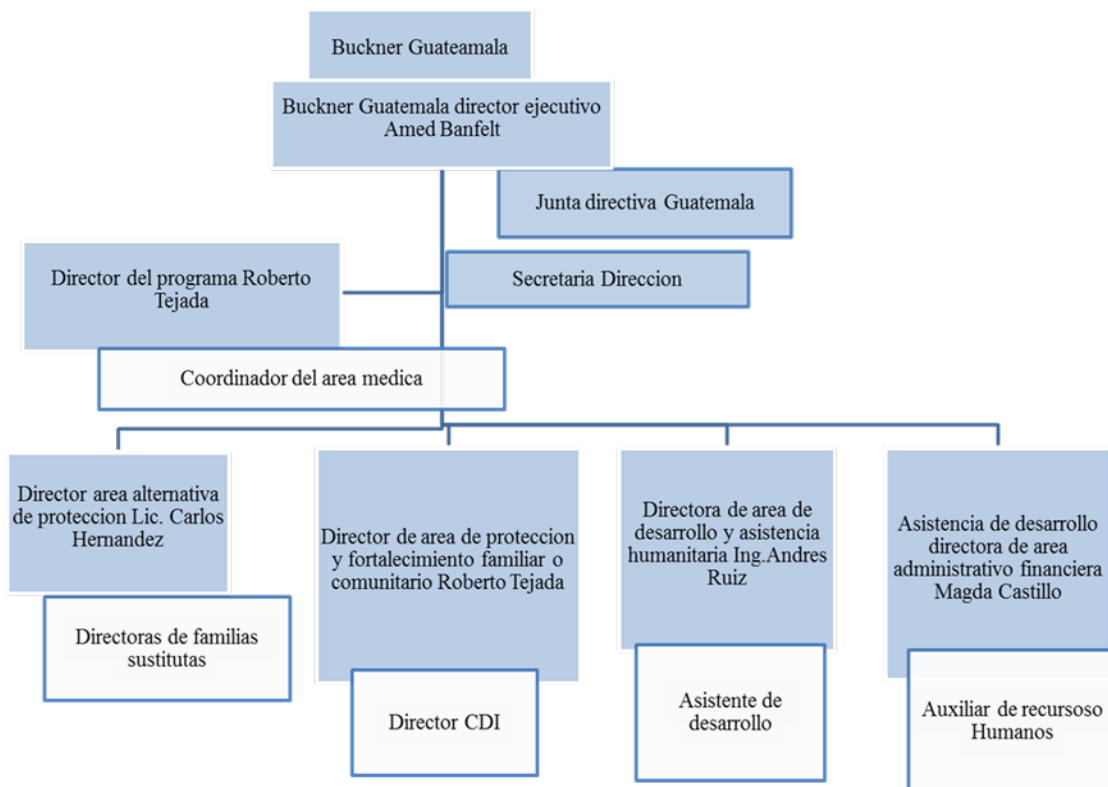 Buckner Guateamala
Buckner Guatemala director ejecutivo
Amed Banfelt
Junta directiva Guatemala
Director del programa Roberto
Tejada
Secretaria Direccion
Coordinador del area medica
Director area alternativa
de proteccion Lic. Carlos
Hernandez
Directoras de familias
sustitutas
Director de area de proteccion
y fortalecimiento familiar o
comunitario Roberto Tejada
Director CDI
Directora de area de
desarrollo y asistencia
humanitaria Ing.Andres
Ruiz
Asistente de
desarrollo
Asistencia de desarrollo
directora de area
administrativo financiera
Magda Castillo
Auxiliar de recursoso
Humanos